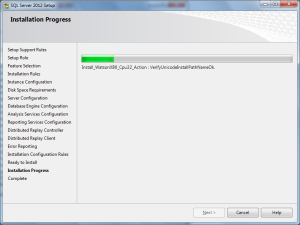 SQL Server 2012 Setup
Installation Progress
Setup Support Rules
Setup Role
Feature Selection
Installation Rules
Instance Configuration
Disk Space Requirements
Server Configuration
Database Engine Configuration
Analysis Services Configuration
Reporting Services Configuration
Distributed Replay Controller
Distributed Replay Client
Error Reporting
Installation Configuration Rules
Ready to Install
Installation Progress
Complete
Install_WatsonX86_Cpu32_Action : VerifyUnicodeInstallPathNameOk.
Next >
Cancel
Help